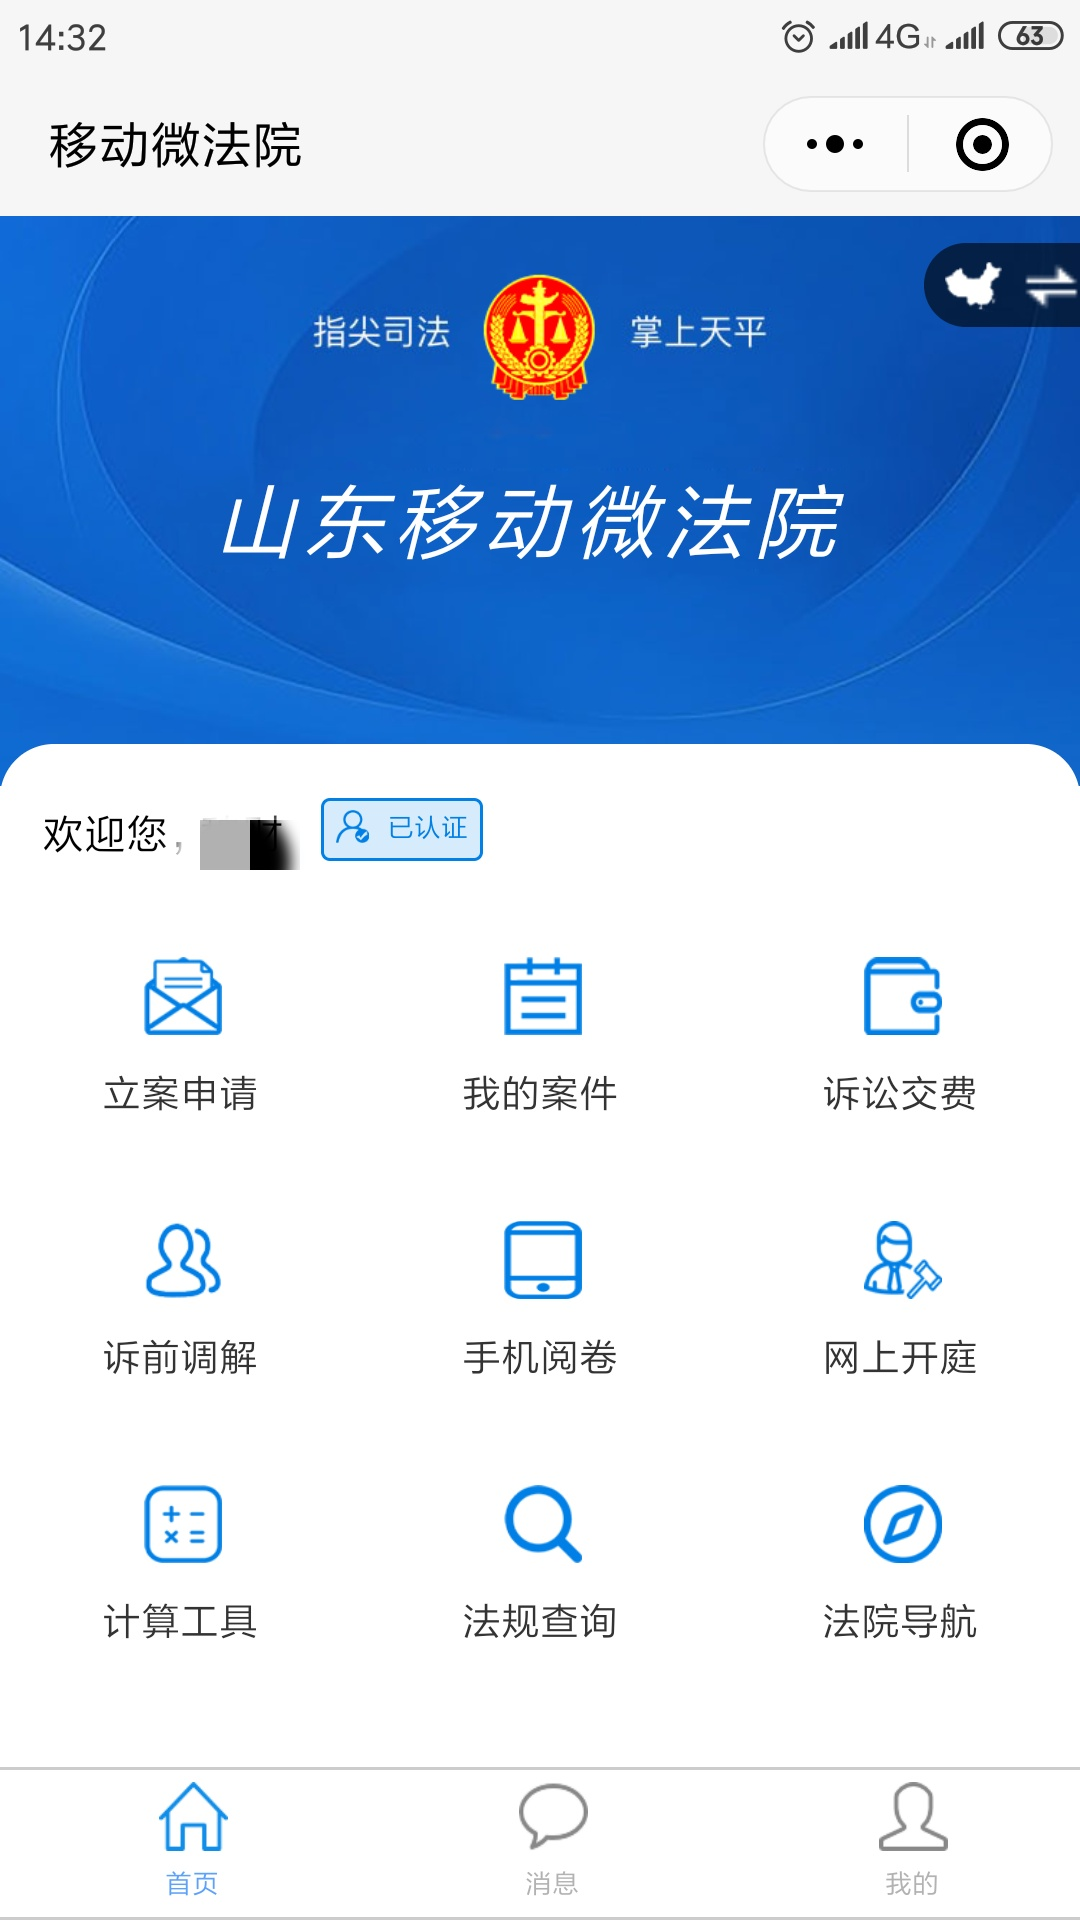 14:32 4G 63
移动微法院
指尖司法 掌上天平
山东移动微法院
欢迎您, 已认证
立案申请 我的案件 诉讼交费
诉前调解 手机阅卷 网上开庭
计算工具 法规查询 法院导航
首页 消息 我的